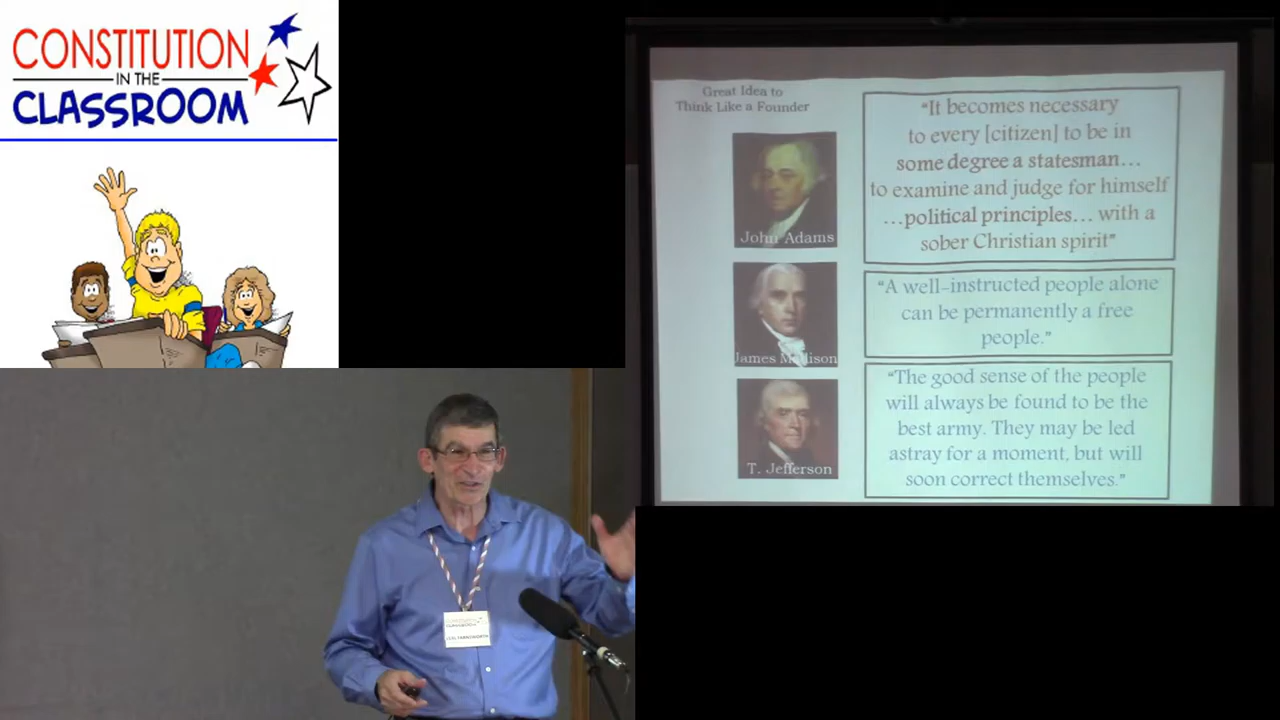 CONSTITUTION
IN THE
CLASSROOM
Great Idea to
Think Like a Founder
John Adams
"It becomes necessary
to every [citizen] to be in
some degree a statesman...
to examine and judge for himself
...political principles... with a
sober Christian spirit"
James Madison
"A well-instructed people alone
can be permanently a free
people."
T. Jefferson
"The good sense of the people
will always be found to be the
best army. They may be led
astray for a moment, but will
soon correct themselves."